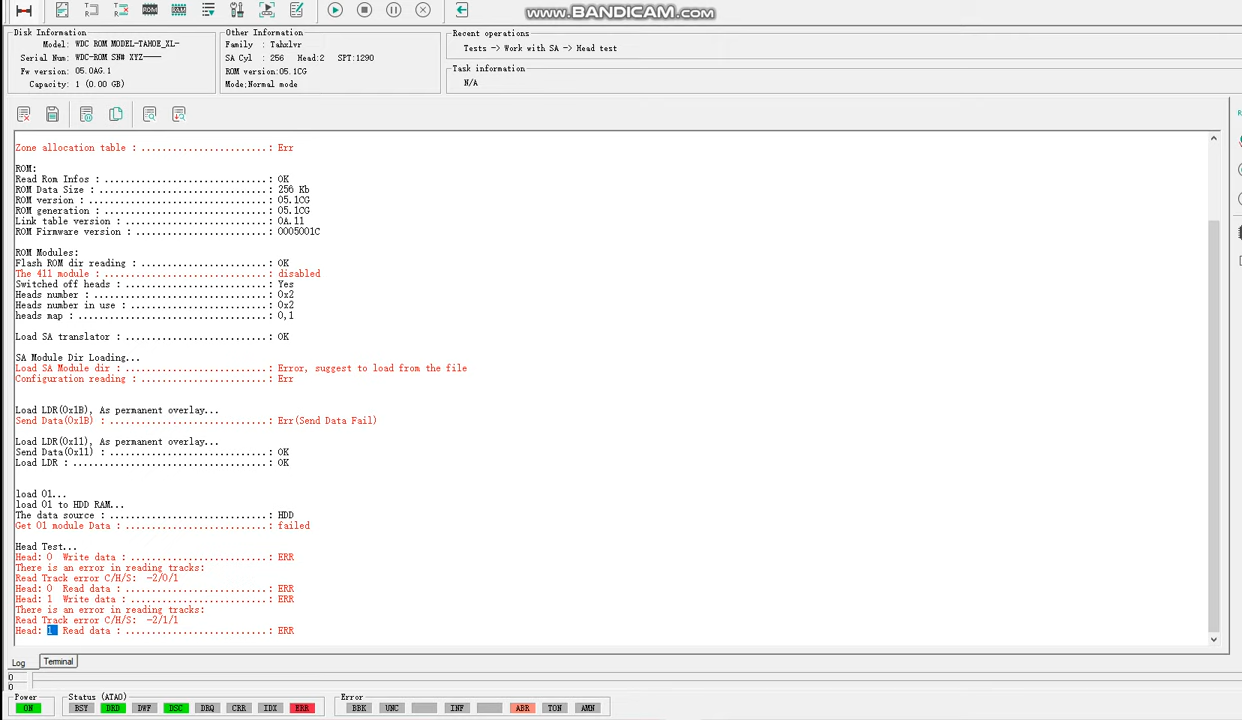 www.BANDICAM.com
Disk Information
Model: WDC ROM MODEL-TAHOE_XL-
Serial Num: WDC-ROM SN# XYZ----
Fw version: 05.0AG.1
Capacity: 1 (0.00 GB)
Other Information
Family : Tahxlvr
SA Cyl : 256 Head:2 SPT:1290
ROM version:05.1CG
Mode;Normal mode
Recent operations
Tests -> Work with SA -> Head test
Task information
N/A
Zone allocation table : .......................: Err
ROM:
Read Rom Infos : ...............................: OK
ROM Data Size : ................................: 256 Kb
ROM version : ..................................: 05.1CG
ROM generation : ...............................: 05.1CG
Link table version : ...........................: 0A.11
ROM Firmware version : .........................: 0005001C
ROM Modules:
Flash ROM dir reading : ........................: OK
The 411 module : ...............................: disabled
Switched off heads : ...........................: Yes
Heads number : .................................: 0x2
Heads number in use : ..........................: 0x2
heads map : ....................................: 0,1
Load SA translator : ...........................: OK
SA Module Dir Loading...
Load SA Module dir : ...........................: Error, suggest to load from the file
Configuration reading : ........................: Err
Load LDR(0x1B), As permanent overlay...
Send Data(0x1B) : ..............................: Err(Send Data Fail)
Load LDR(0x11), As permanent overlay...
Send Data(0x11) : ..............................: OK
Load LDR : .....................................: OK
load 01...
load 01 to HDD RAM...
The data source : ..............................: HDD
Get 01 module Data : ...........................: failed
Head Test...
Head: 0 Write data : ...........................: ERR
There is an error in reading tracks:
Read Track error C/H/S: -2/0/1
Head: 0 Read data : ............................: ERR
Head: 1 Write data : ...........................: ERR
There is an error in reading tracks:
Read Track error C/H/S: -2/1/1
Head: 1 Read data : ............................: ERR
Log Terminal
0
0
Power Status (ATA0) Error
ON BSY DRD DWF DSC DRQ CRR IDX ERR BBK UNC INF ABR TON AMN